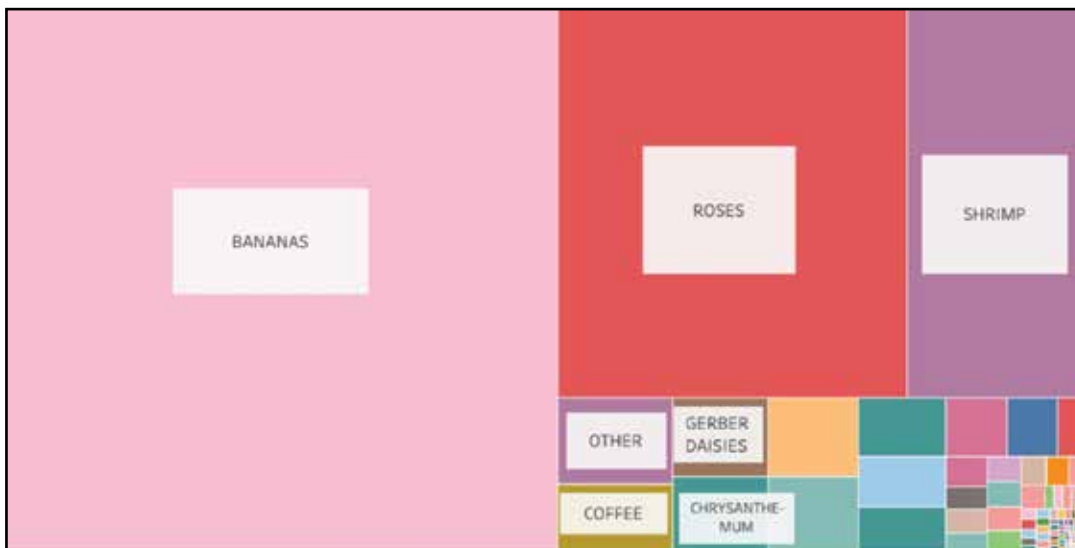 BANANAS
ROSES
SHRIMP
OTHER
GERBER
DAISIES
COFFEE
CHRYSANTHE-
MUM